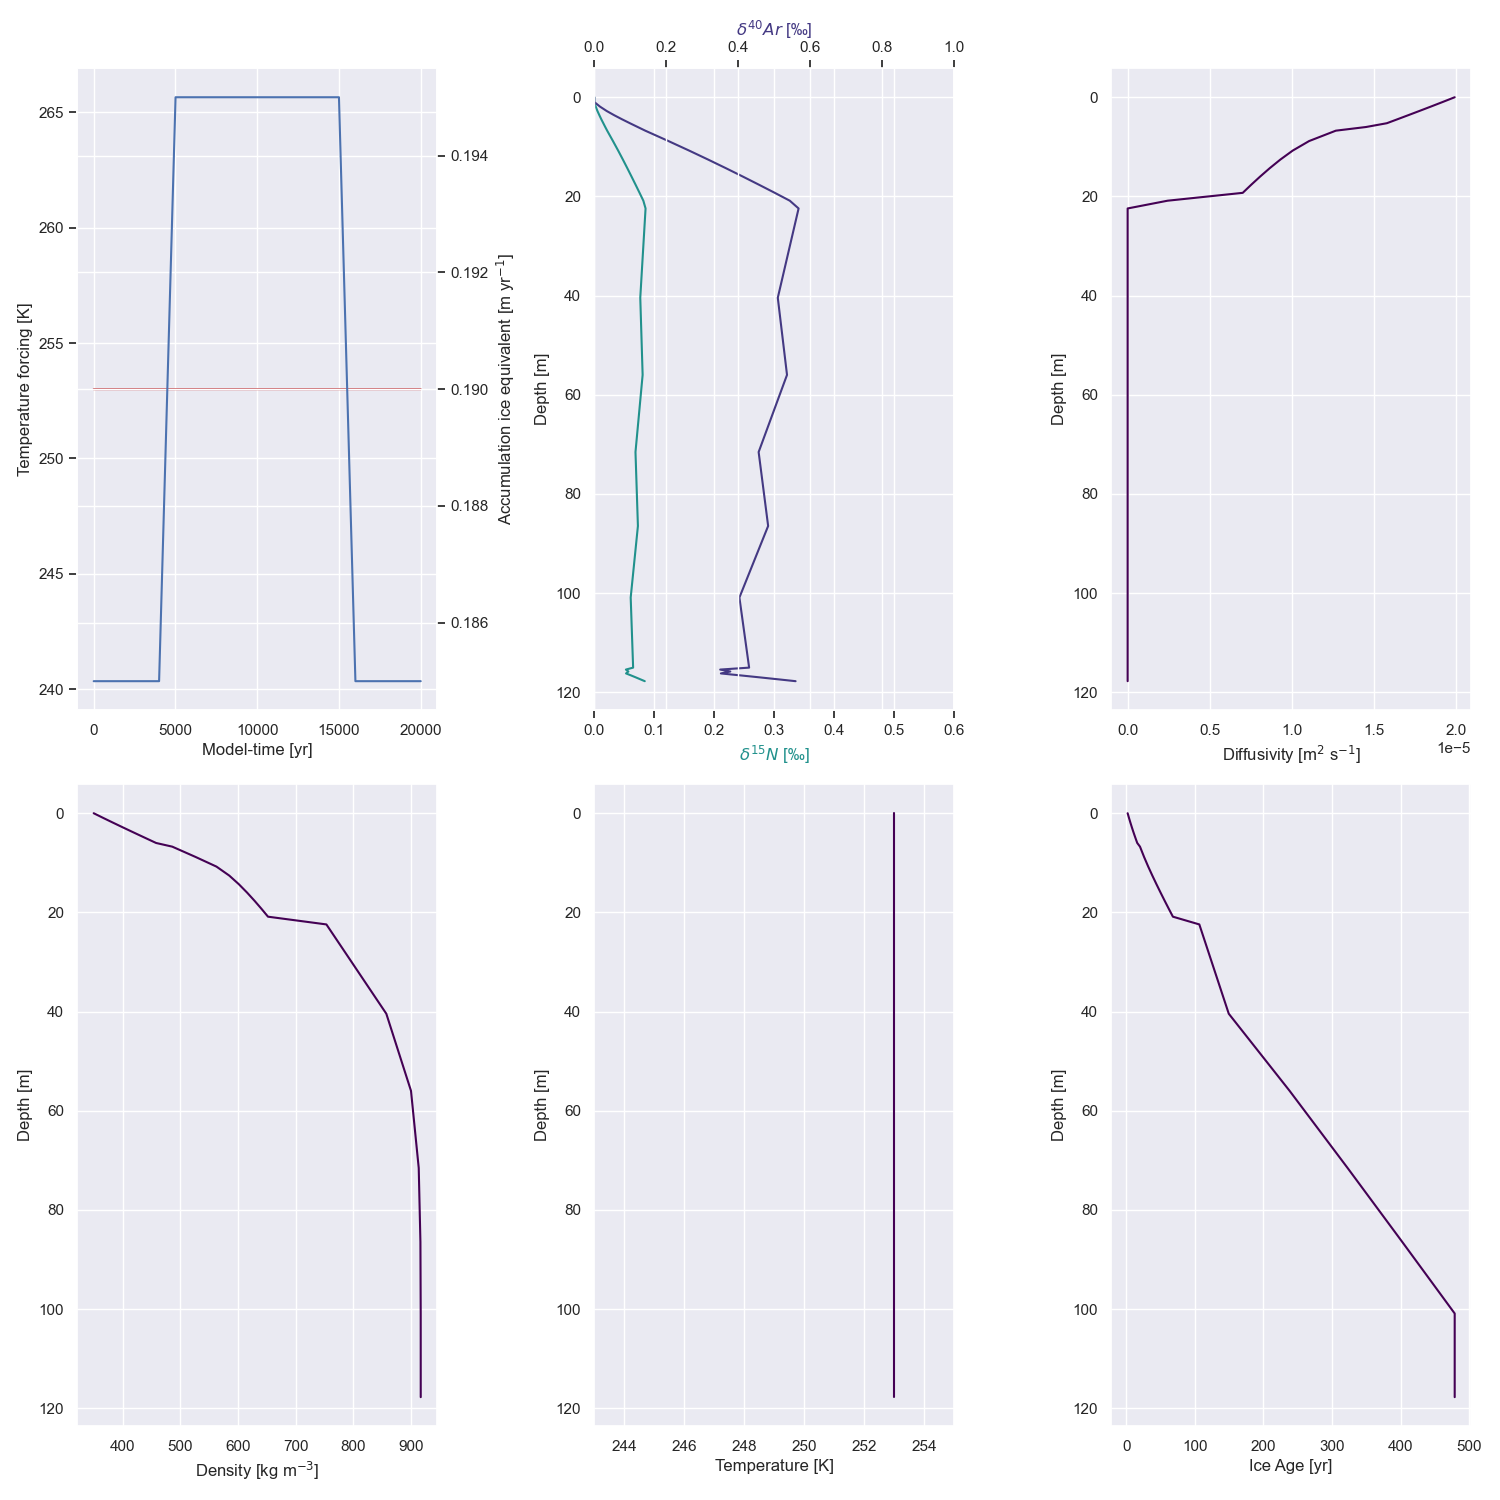 δ⁴⁰Ar [‰]
0.0 0.2 0.4 0.6 0.8 1.0
265
260
255
250
245
240
Temperature forcing [K]
0 5000 10000 15000 20000
Model-time [yr]
0.194
0.192
0.190
0.188
0.186
Accumulation ice equivalent [m yr⁻¹]
0
20
40
60
80
100
120
Depth [m]
0.0 0.1 0.2 0.3 0.4 0.5 0.6
δ¹⁵N [‰]
0
20
40
60
80
100
120
Depth [m]
0.0 0.5 1.0 1.5 2.0
1e−5
Diffusivity [m² s⁻¹]
0
20
40
60
80
100
120
Depth [m]
400 500 600 700 800 900
Density [kg m⁻³]
0
20
40
60
80
100
120
Depth [m]
244 246 248 250 252 254
Temperature [K]
0
20
40
60
80
100
120
Depth [m]
0 100 200 300 400 500
Ice Age [yr]